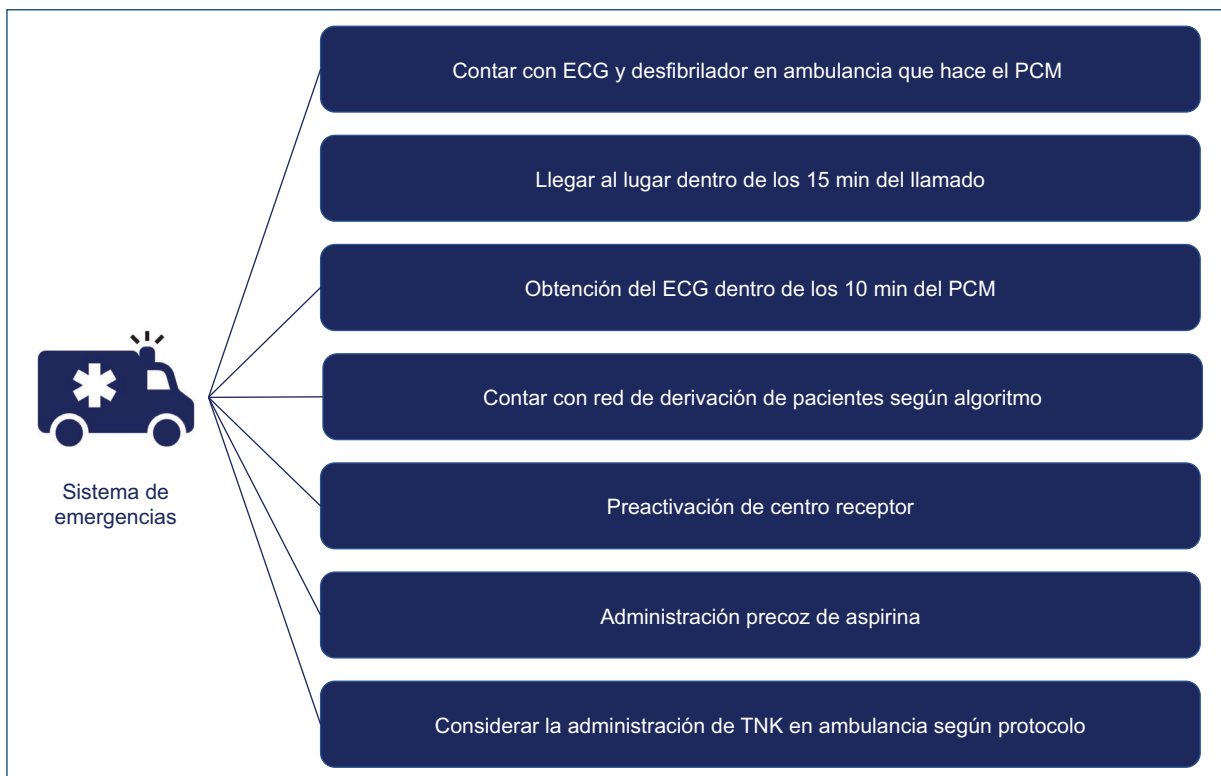 Contar con ECG y desfibrilador en ambulancia que hace el PCM
Llegar al lugar dentro de los 15 min del llamado
Obtención del ECG dentro de los 10 min del PCM
Contar con red de derivación de pacientes según algoritmo
Sistema de
emergencias
Preactivación de centro receptor
Administración precoz de aspirina
Considerar la administración de TNK en ambulancia según protocolo